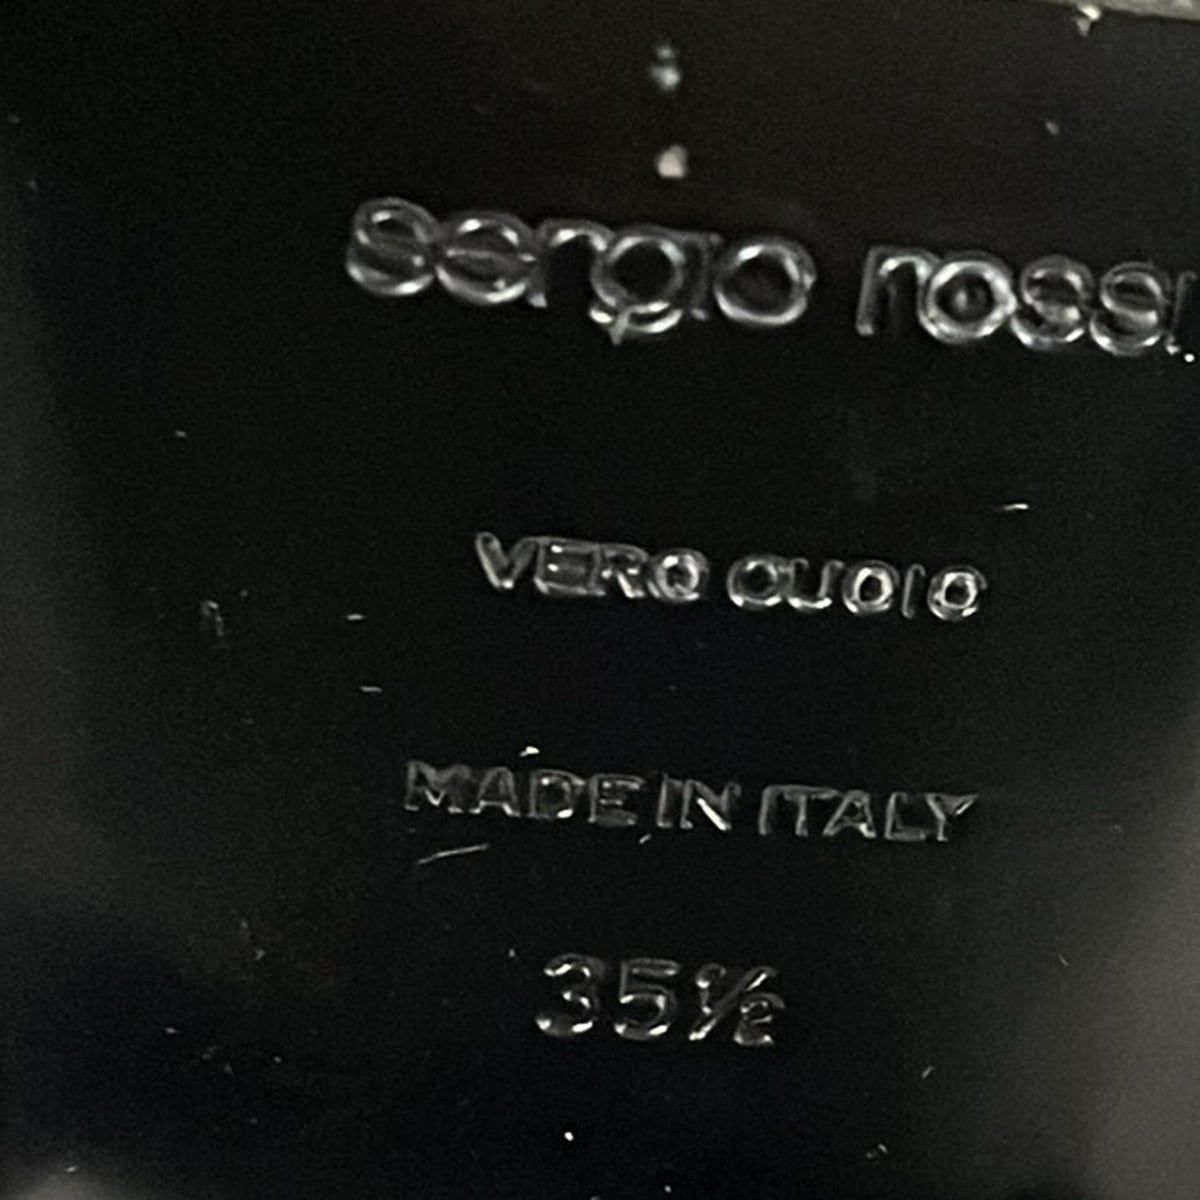 sergio rossi
VERO CUOIO
MADE IN ITALY
35½